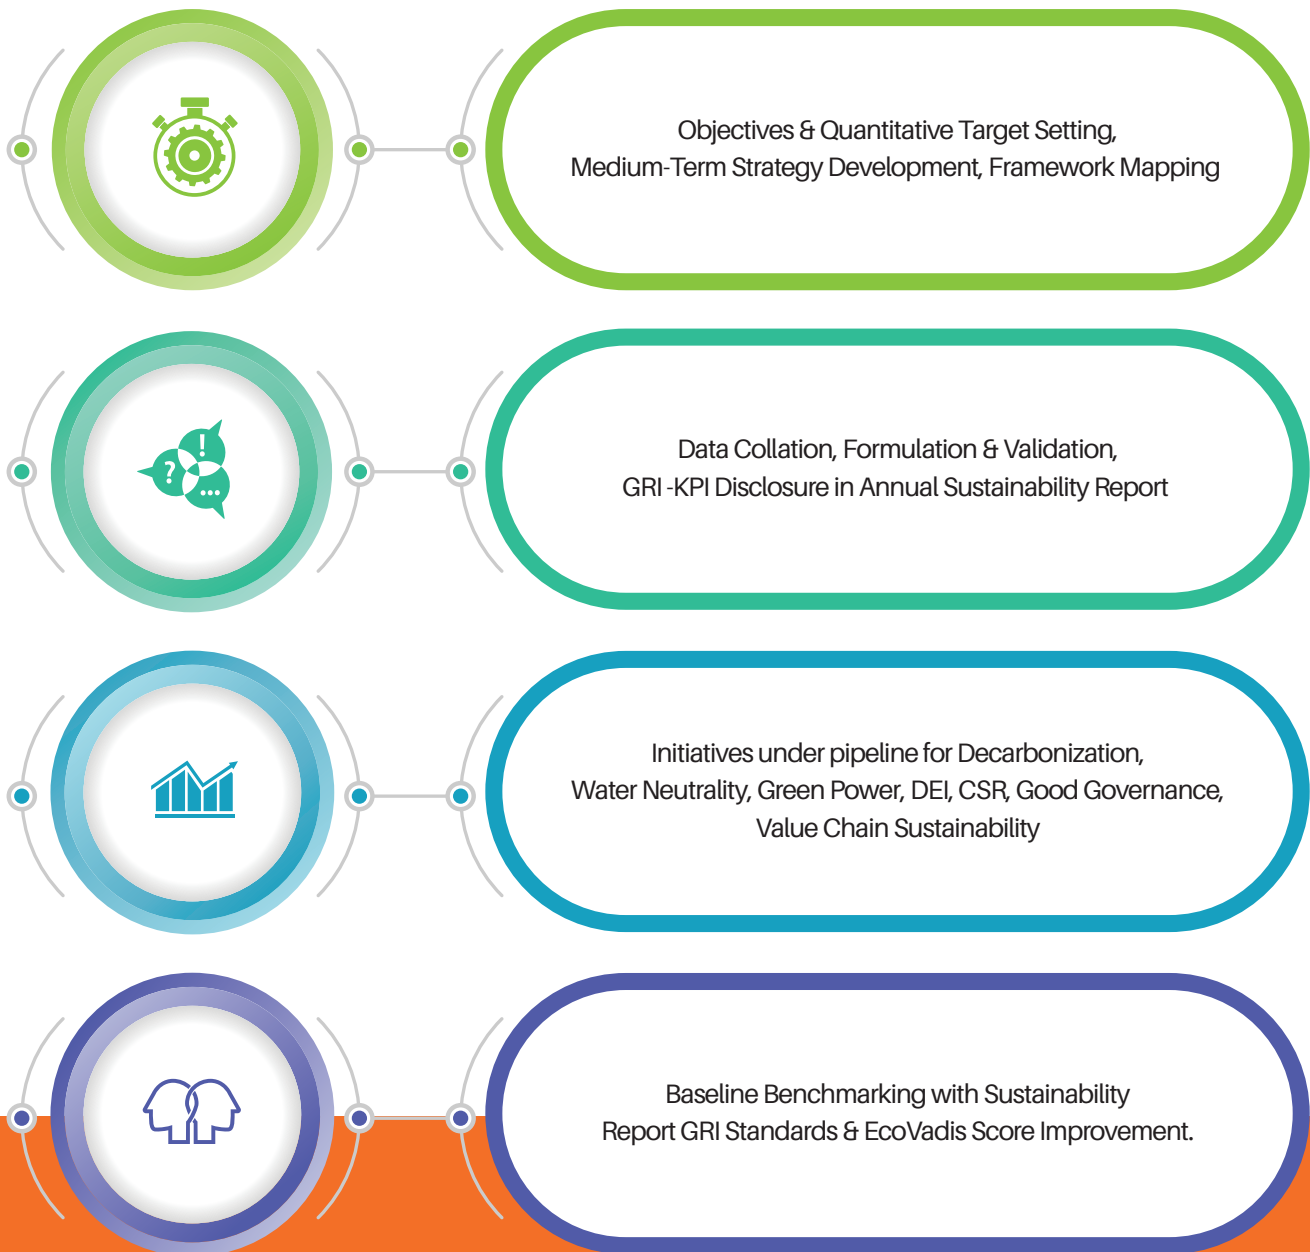 Objectives & Quantitative Target Setting,
Medium-Term Strategy Development, Framework Mapping
Data Collation, Formulation & Validation,
GRI -KPI Disclosure in Annual Sustainability Report
Initiatives under pipeline for Decarbonization,
Water Neutrality, Green Power, DEI, CSR, Good Governance,
Value Chain Sustainability
Baseline Benchmarking with Sustainability
Report GRI Standards & EcoVadis Score Improvement.